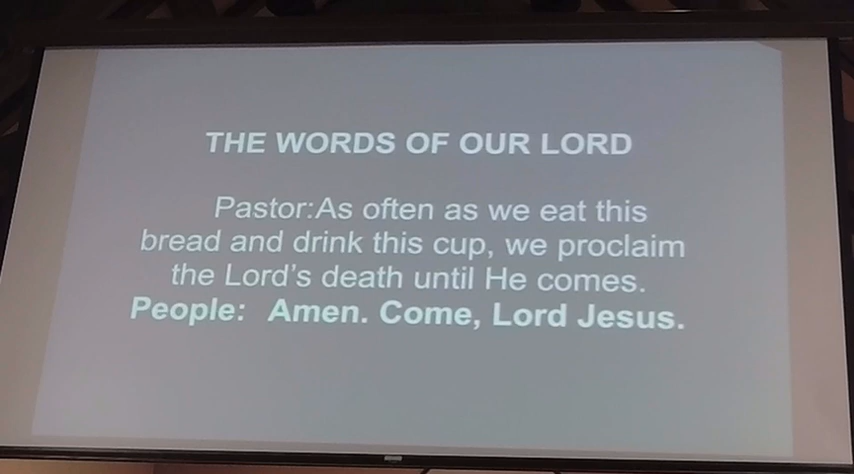 THE WORDS OF OUR LORD
Pastor:As often as we eat this
bread and drink this cup, we proclaim
the Lord's death until He comes.
People: Amen. Come, Lord Jesus.